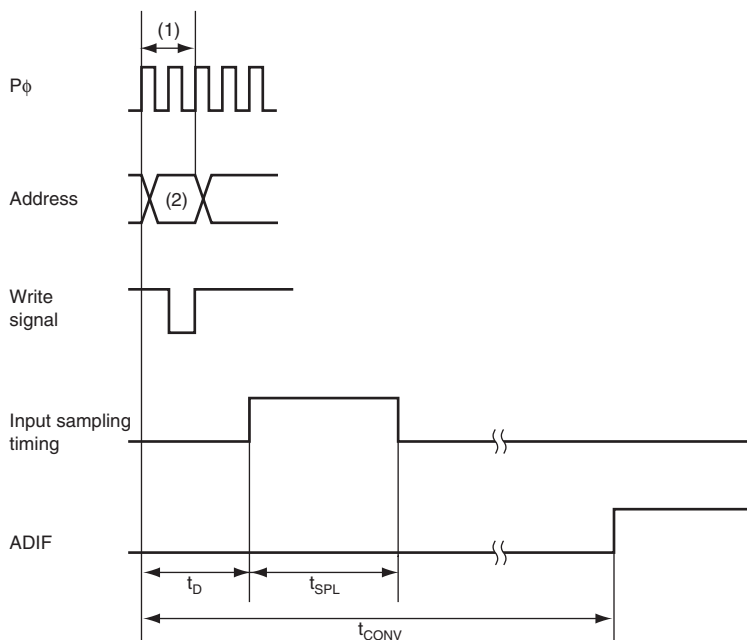 (1)
Pϕ
Address
(2)
Write
signal
Input sampling
timing
ADIF
tD
tSPL
tCONV